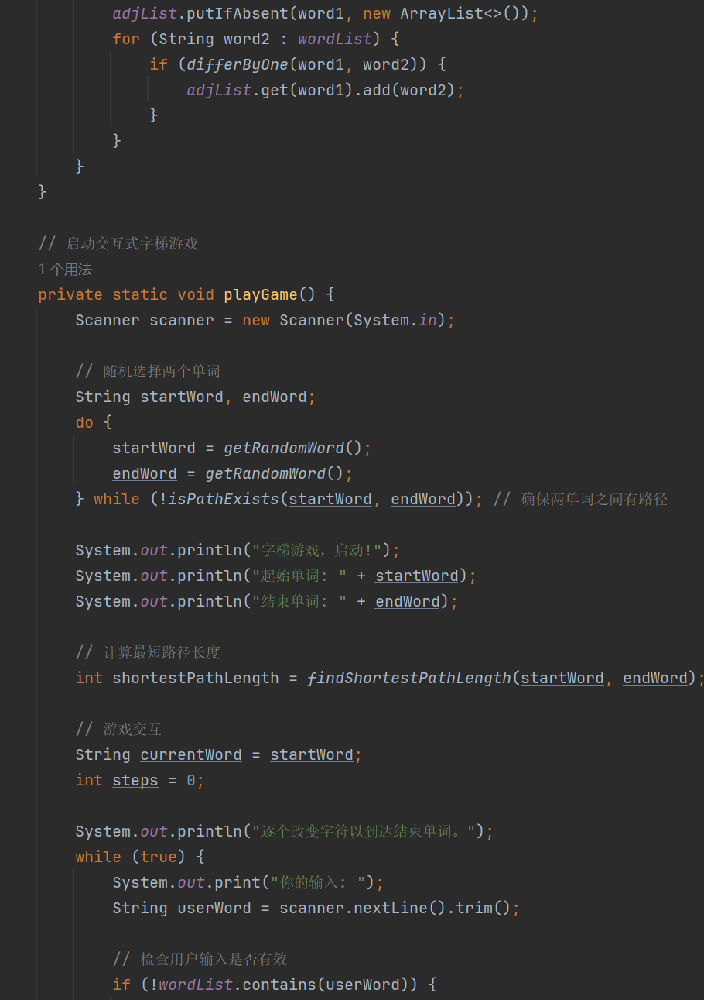 adjList.putIfAbsent(word1, new ArrayList<>());
for (String word2 : wordList) {
if (differByOne(word1, word2)) {
adjList.get(word1).add(word2);
}
}
}
}
// 启动交互式字梯游戏
1 个用法
private static void playGame() {
Scanner scanner = new Scanner(System.in);
// 随机选择两个单词
String startWord, endWord;
do {
startWord = getRandomWord();
endWord = getRandomWord();
} while (!isPathExists(startWord, endWord)); // 确保两单词之间有路径
System.out.println("字梯游戏，启动!");
System.out.println("起始单词: " + startWord);
System.out.println("结束单词: " + endWord);
// 计算最短路径长度
int shortestPathLength = findShortestPathLength(startWord, endWord);
// 游戏交互
String currentWord = startWord;
int steps = 0;
System.out.println("逐个改变字符以到达结束单词。");
while (true) {
System.out.print("你的输入: ");
String userWord = scanner.nextLine().trim();
// 检查用户输入是否有效
if (!wordList.contains(userWord)) {